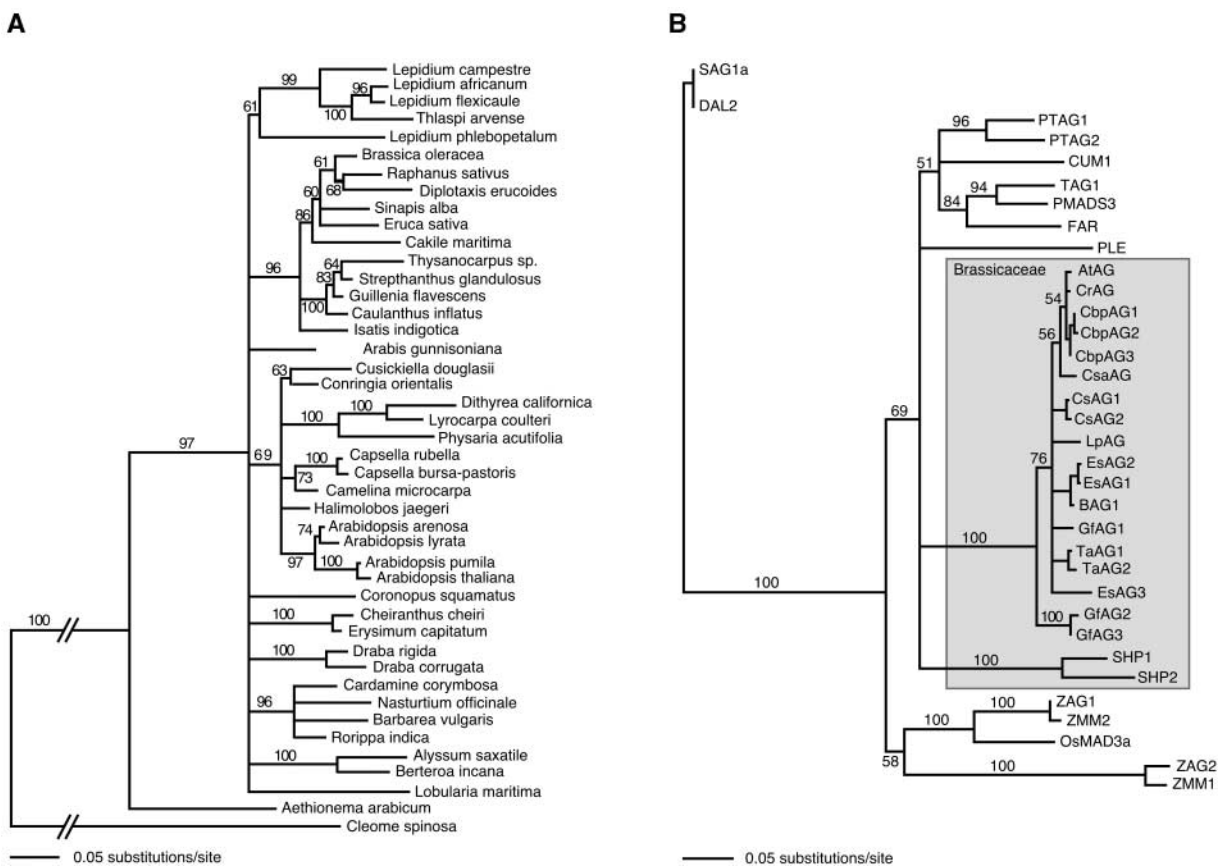 A
99
Lepidium campestre
96
Lepidium africanum
Lepidium flexicaule
61
100
Thlaspi arvense
Lepidium phlebopetalum
Brassica oleracea
61
Raphanus sativus
68
Diplotaxis erucoides
60
Sinapis alba
86
Eruca sativa
Cakile maritima
96
64
Thysanocarpus sp.
83
Strepthanthus glandulosus
Guillenia flavescens
100
Caulanthus inflatus
Isatis indigotica
Arabis gunnisoniana
63
Cusickiella douglasii
Conringia orientalis
100
Dithyrea californica
100
Lyrocarpa coulteri
Physaria acutifolia
97
69
100
Capsella rubella
Capsella bursa-pastoris
73
Camelina microcarpa
Halimolobos jaegeri
74
Arabidopsis arenosa
Arabidopsis lyrata
97
100
Arabidopsis pumila
Arabidopsis thaliana
Coronopus squamatus
100
Cheiranthus cheiri
100
Erysimum capitatum
Draba rigida
100
Draba corrugata
Cardamine corymbosa
96
Nasturtium officinale
Barbarea vulgaris
Rorippa indica
100
Alyssum saxatile
Berteroa incana
Lobularia maritima
Aethionema arabicum
Cleome spinosa
0.05 substitutions/site
B
SAG1a
DAL2
96
PTAG1
PTAG2
51
CUM1
94
TAG1
84
PMADS3
FAR
PLE
Brassicaceae
AtAG
CrAG
54
CbpAG1
56
CbpAG2
CbpAG3
CsaAG
CsAG1
69
CsAG2
LpAG
76
EsAG2
EsAG1
BAG1
GfAG1
100
TaAG1
TaAG2
100
EsAG3
100
GfAG2
GfAG3
100
SHP1
SHP2
100
ZAG1
100
ZMM2
OsMAD3a
58
100
ZAG2
ZMM1
0.05 substitutions/site